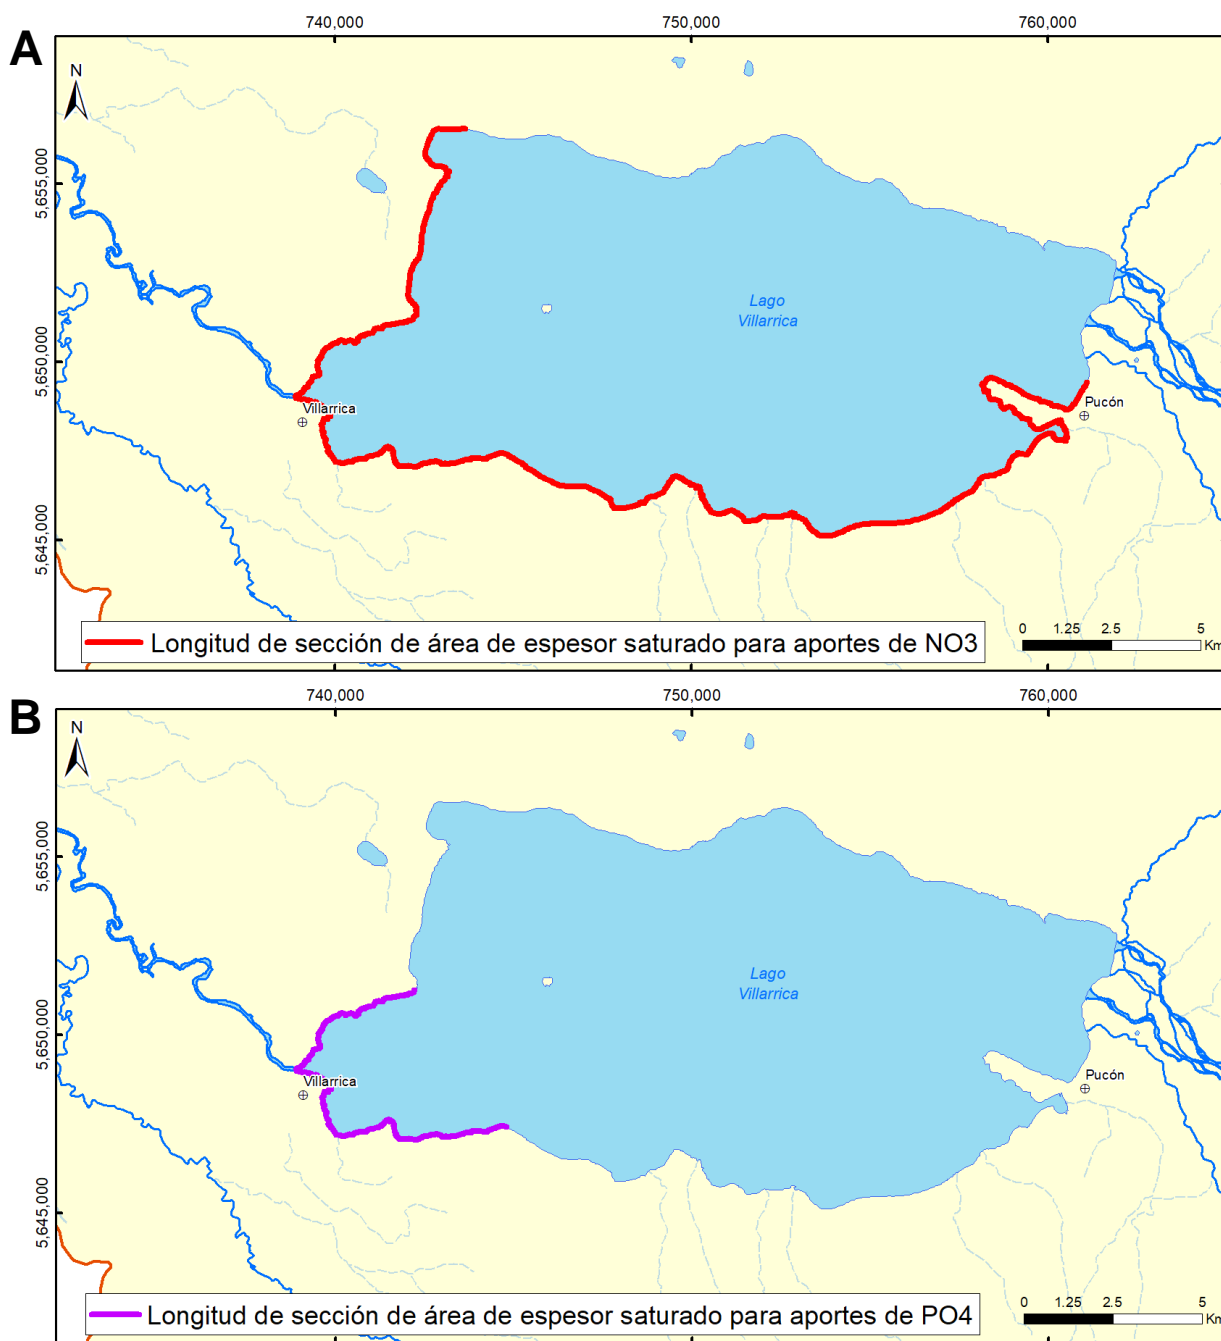 A
740,000
750,000
760,000
N
5,655,000
5,650,000
5,645,000
Lago
Villarrica
Villarrica
Pucón
Longitud de sección de área de espesor saturado para aportes de NO3
0 1.25 2.5 5
Km
B
740,000
750,000
760,000
N
5,655,000
5,650,000
5,645,000
Lago
Villarrica
Villarrica
Pucón
Longitud de sección de área de espesor saturado para aportes de PO4
0 1.25 2.5 5
Km